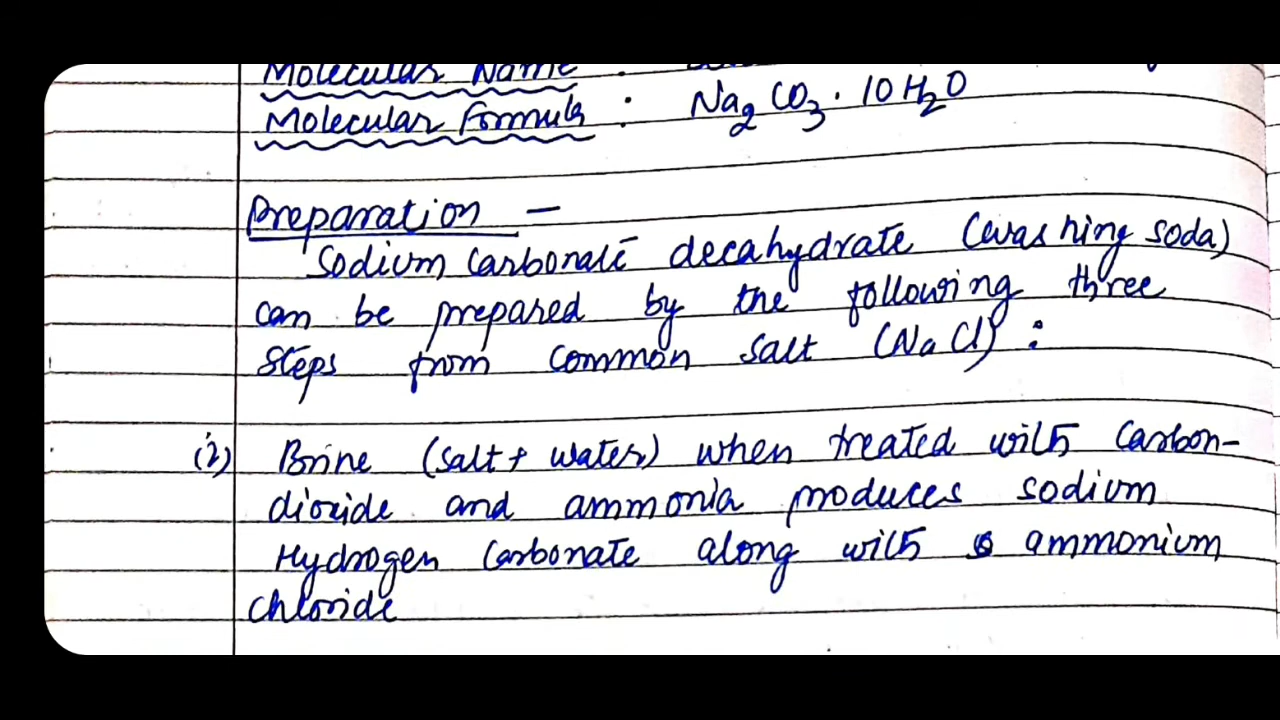 Molecular Name :
Molecular Formula : Na2CO3 . 10H2O
Preparation —
Sodium Carbonate decahydrate (washing soda)
can be prepared by the following three
steps from common salt (NaCl) :
(i) Brine (salt + water) when treated with Carbon-
dioxide and ammonia produces sodium
Hydrogen Carbonate along with ammonium
chloride